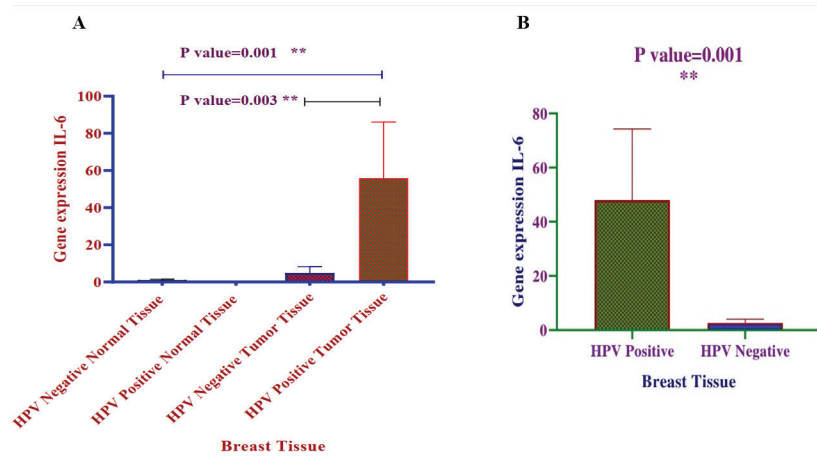 A
P value=0.001 **
P value=0.003 **
Gene expression IL-6
100
80
60
40
20
0
HPV Negative Normal Tissue
HPV Positive Normal Tissue
HPV Negative Tumor Tissue
HPV Positive Tumor Tissue
Breast Tissue
B
P value=0.001
**
Gene expression IL-6
80
60
40
20
0
HPV Positive
HPV Negative
Breast Tissue